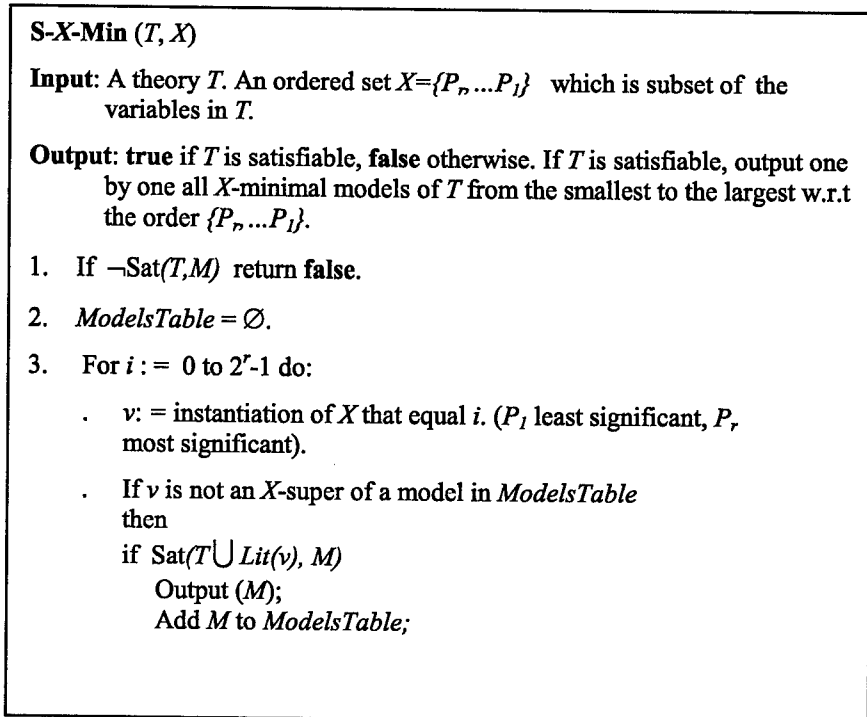 S-X-Min (T, X)
Input: A theory T. An ordered set X={Pr,...P1} which is subset of the
variables in T.
Output: true if T is satisfiable, false otherwise. If T is satisfiable, output one
by one all X-minimal models of T from the smallest to the largest w.r.t
the order {Pr,...P1}.
1. If ¬Sat(T,M) return false.
2. ModelsTable = ∅.
3. For i : = 0 to 2^r-1 do:
. v: = instantiation of X that equal i. (P1 least significant, Pr
most significant).
. If v is not an X-super of a model in ModelsTable
then
if Sat(T⋃ Lit(v), M)
Output (M);
Add M to ModelsTable;